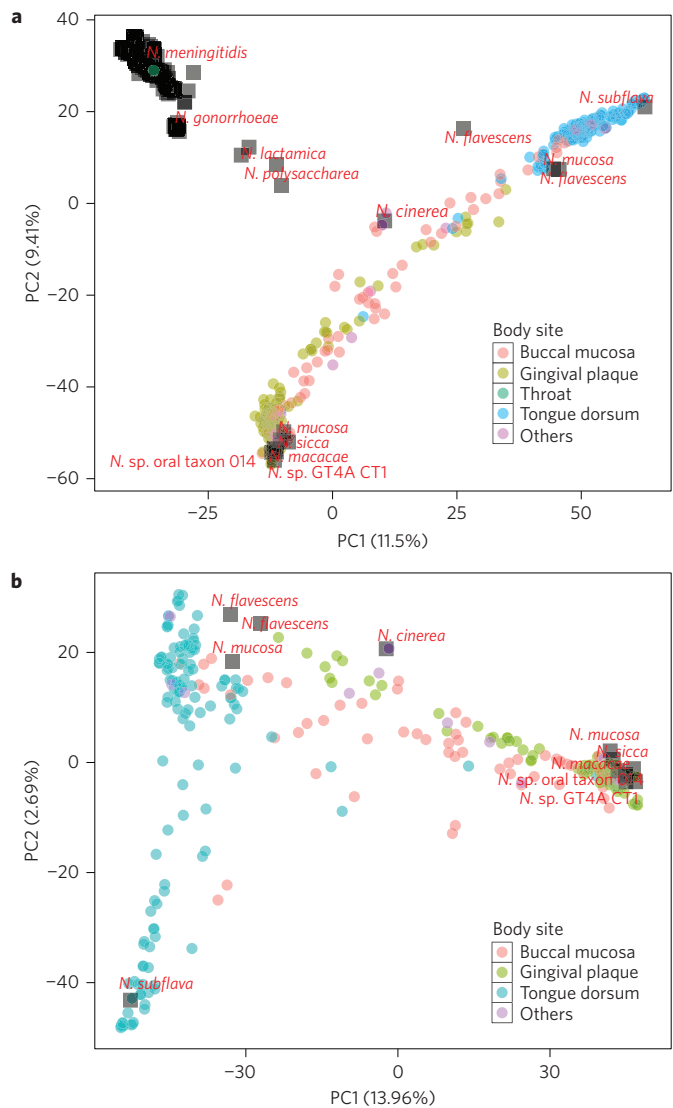 a
40
20
0
−20
−40
−60
PC2 (9.41%)
N. meningitidis
N. gonorrhoeae
N. lactamica
N. polysaccharea
N. flavescens
N. subflava
N. mucosa
N. flavescens
N. cinerea
Body site
Buccal mucosa
Gingival plaque
Throat
Tongue dorsum
Others
N. mucosa
N. sicca
N. macacae
N. sp. oral taxon 014
N. sp. GT4A CT1
−25
0
25
50
PC1 (11.5%)
b
20
0
−20
−40
PC2 (2.69%)
N. flavescens
N. flavescens
N. mucosa
N. cinerea
N. mucosa
N. sicca
N. macacae
N. sp. oral taxon 014
N. sp. GT4A CT1
N. subflava
Body site
Buccal mucosa
Gingival plaque
Tongue dorsum
Others
−30
0
30
PC1 (13.96%)